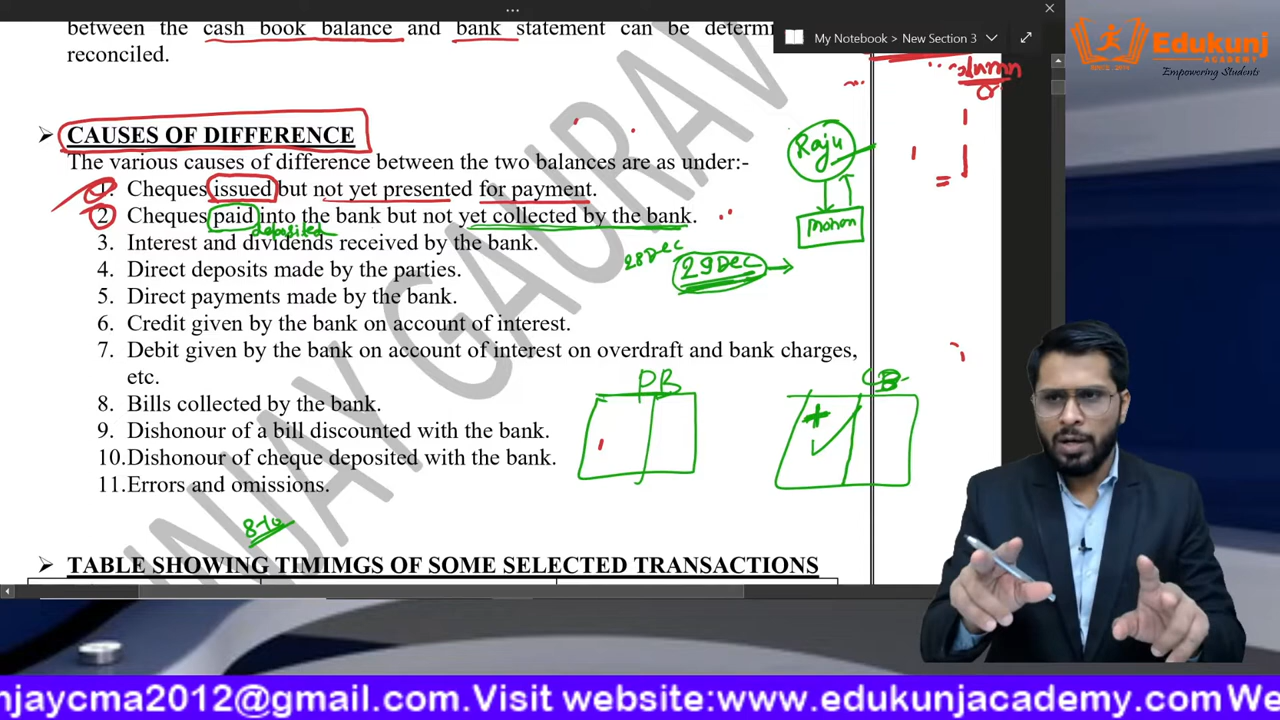 ...
between the cash book balance and bank statement can be determ
reconciled.
My Notebook > New Section 3
Edukunj
ACADEMY
Empowering Students
➢ CAUSES OF DIFFERENCE
The various causes of difference between the two balances are as under:-
1. Cheques issued but not yet presented for payment.
2 Cheques paid into the bank but not yet collected by the bank.
deposited
3. Interest and dividends received by the bank.
4. Direct deposits made by the parties.
5. Direct payments made by the bank.
6. Credit given by the bank on account of interest.
7. Debit given by the bank on account of interest on overdraft and bank charges,
etc.
8. Bills collected by the bank.
9. Dishonour of a bill discounted with the bank.
10.Dishonour of cheque deposited with the bank.
11.Errors and omissions.
Raju
Mohan
28 Dec
29 Dec
PB
CB
+
8-10
➢ TABLE SHOWING TIMIMGS OF SOME SELECTED TRANSACTIONS
SANJAY GAURAV
njaycma2012@gmail.com.Visit website:www.edukunjacademy.com We